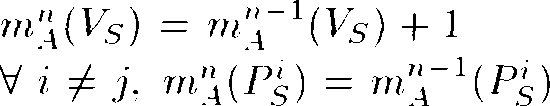 m_A^n(V_S) = m_A^{n-1}(V_S) + 1
∀ i ≠ j, m_A^n(P_S^i) = m_A^{n-1}(P_S^i)